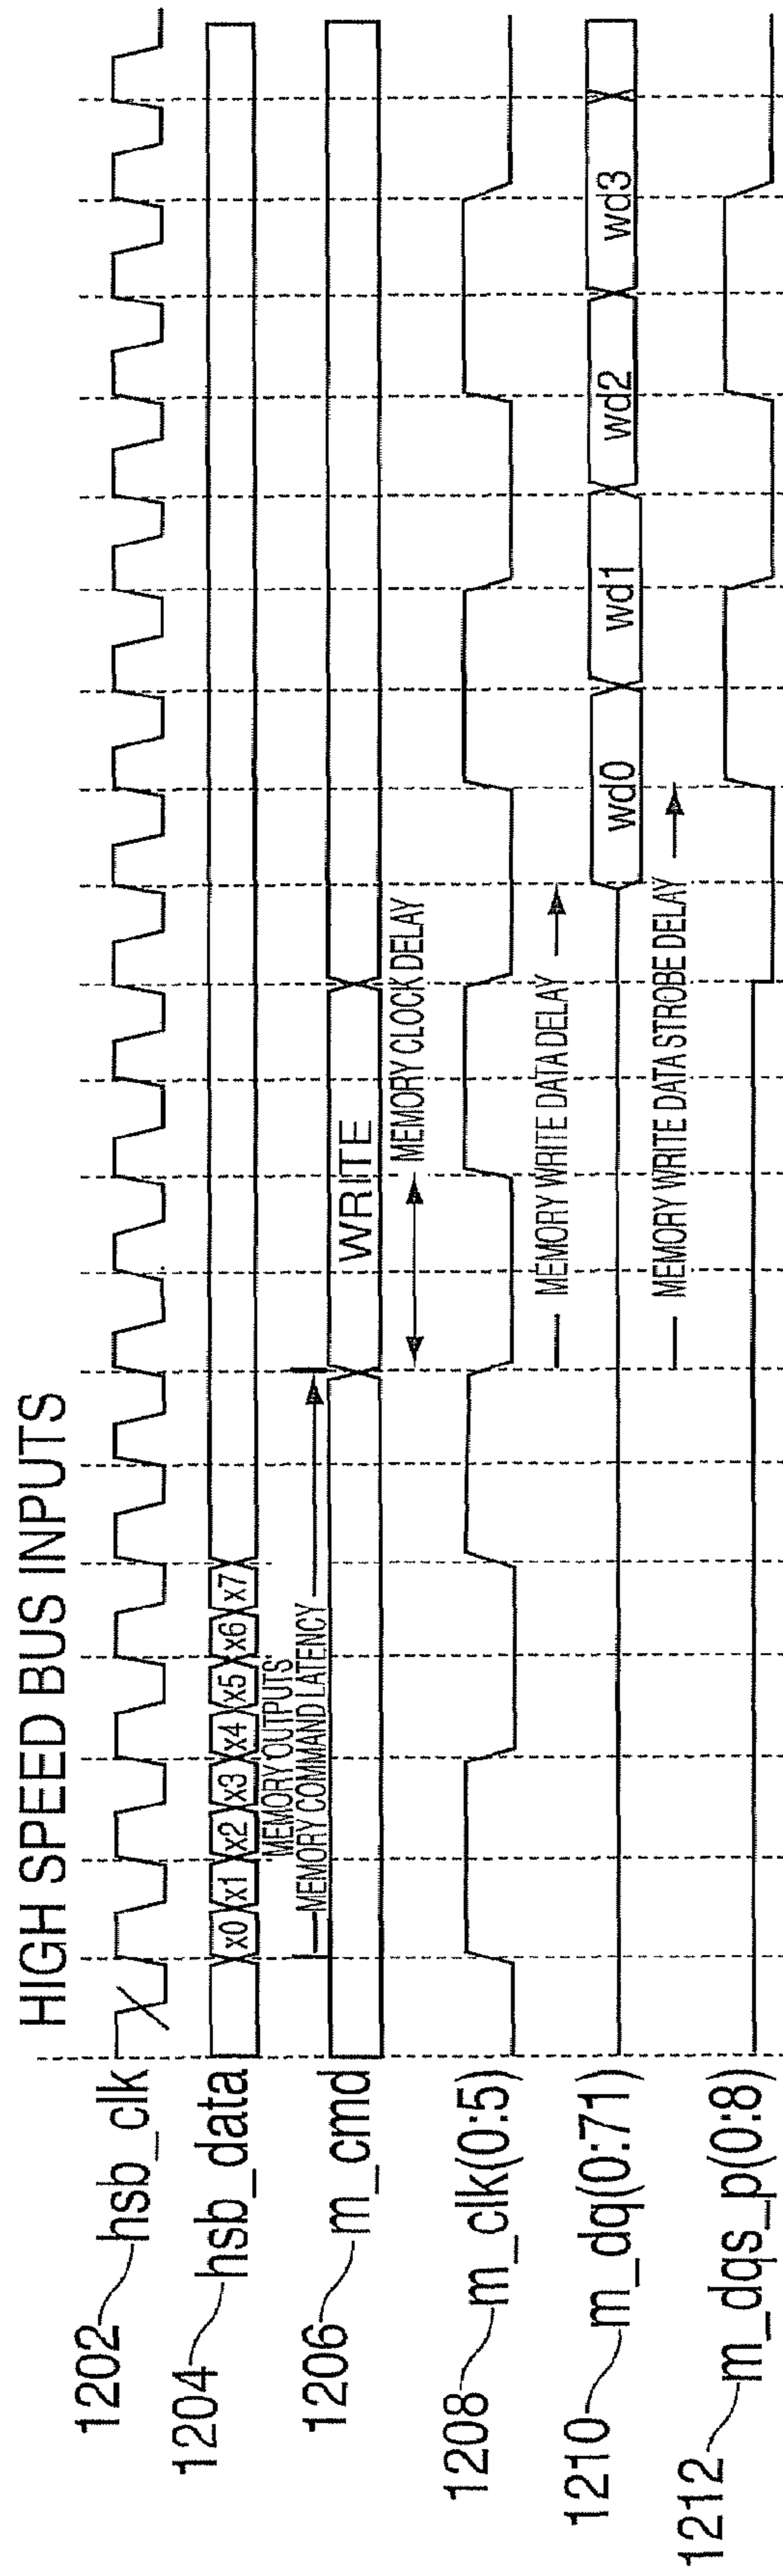 HIGH SPEED BUS INPUTS
1202 hsb_clk
1204 hsb_data
x0 x1 x2 x3 x4 x5 x6 x7
MEMORY OUTPUTS
MEMORY COMMAND LATENCY
1206 m_cmd
WRITE
MEMORY CLOCK DELAY
1208 m_clk(0:5)
MEMORY WRITE DATA DELAY
1210 m_dq(0:71)
wd0 wd1 wd2 wd3
MEMORY WRITE DATA STROBE DELAY
1212 m_dqs_p(0:8)